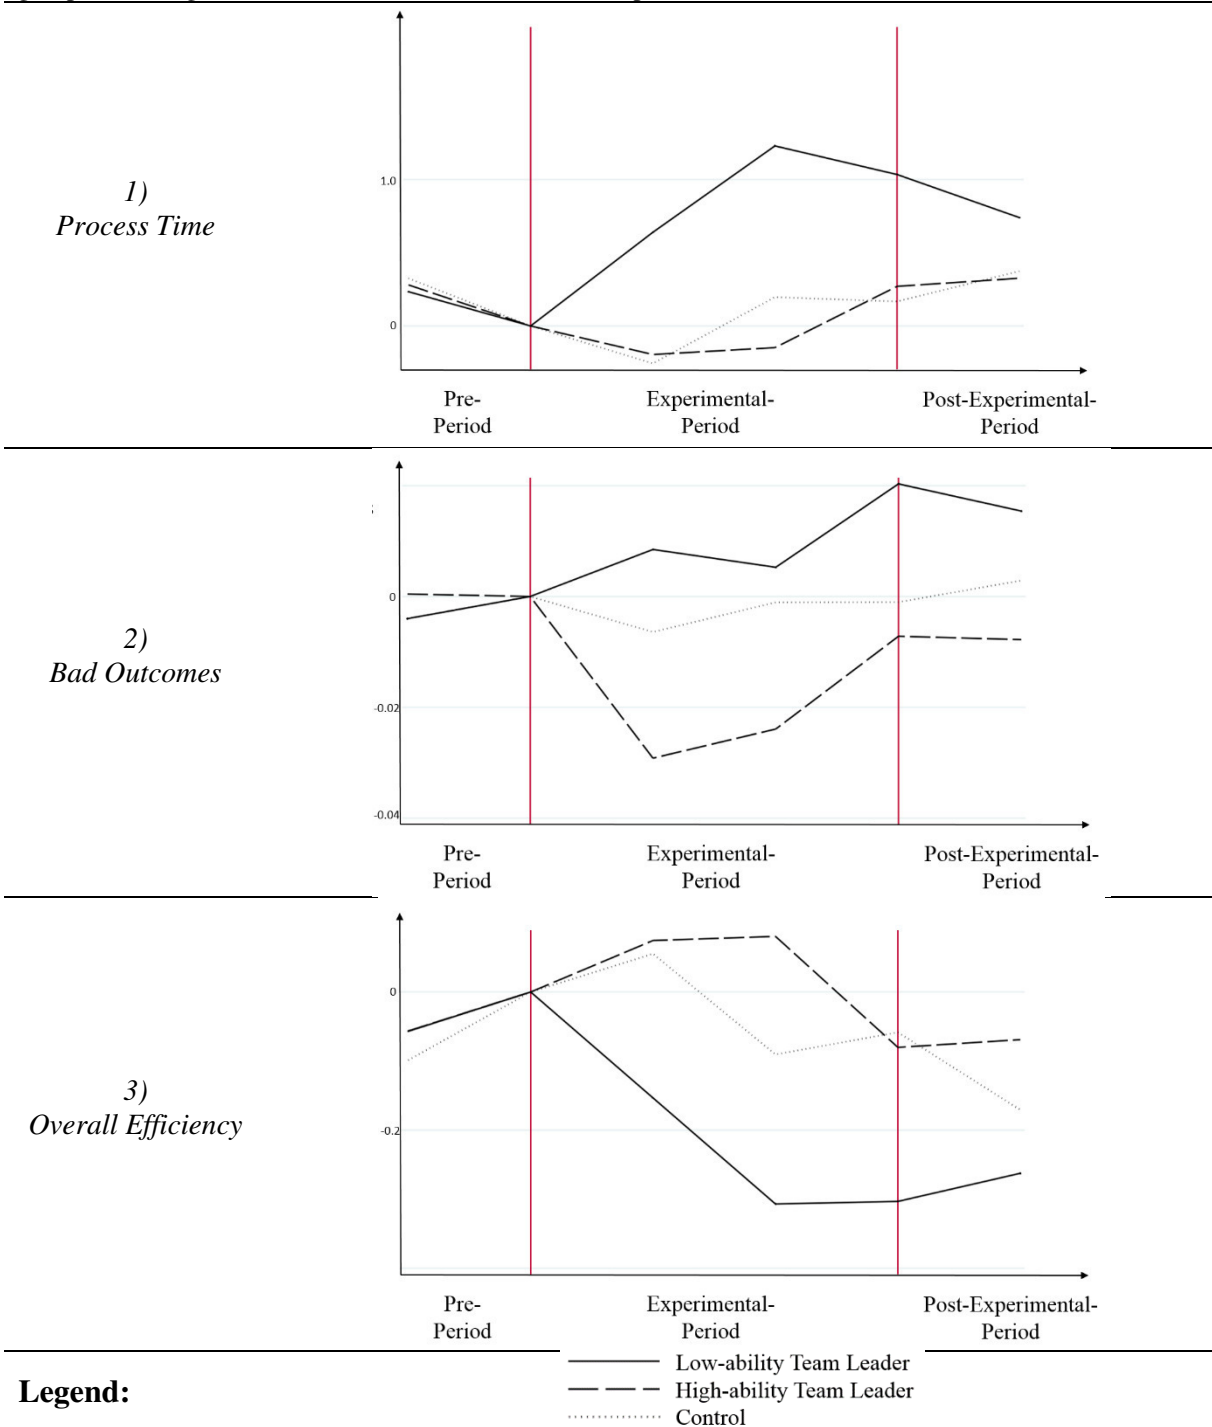 1)
Process Time
1.0
0
Pre-
Period
Experimental-
Period
Post-Experimental-
Period
2)
Bad Outcomes
0
-0.02
-0.04
Pre-
Period
Experimental-
Period
Post-Experimental-
Period
3)
Overall Efficiency
0
-0.2
Pre-
Period
Experimental-
Period
Post-Experimental-
Period
Legend:
Low-ability Team Leader
High-ability Team Leader
Control